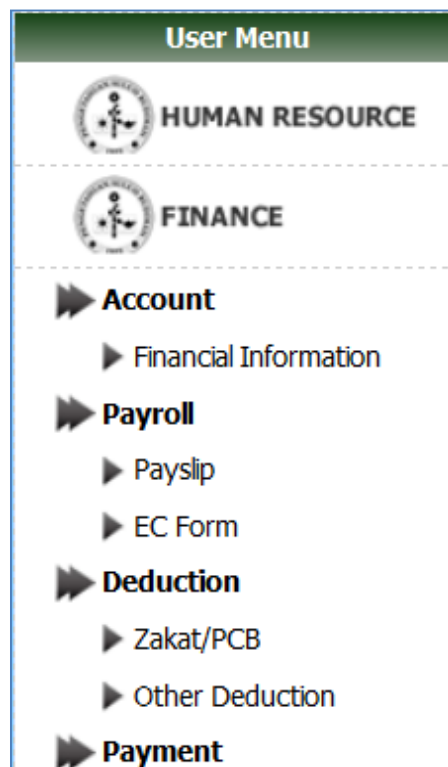 User Menu
HUMAN RESOURCE
FINANCE
Account
Financial Information
Payroll
Payslip
EC Form
Deduction
Zakat/PCB
Other Deduction
Payment